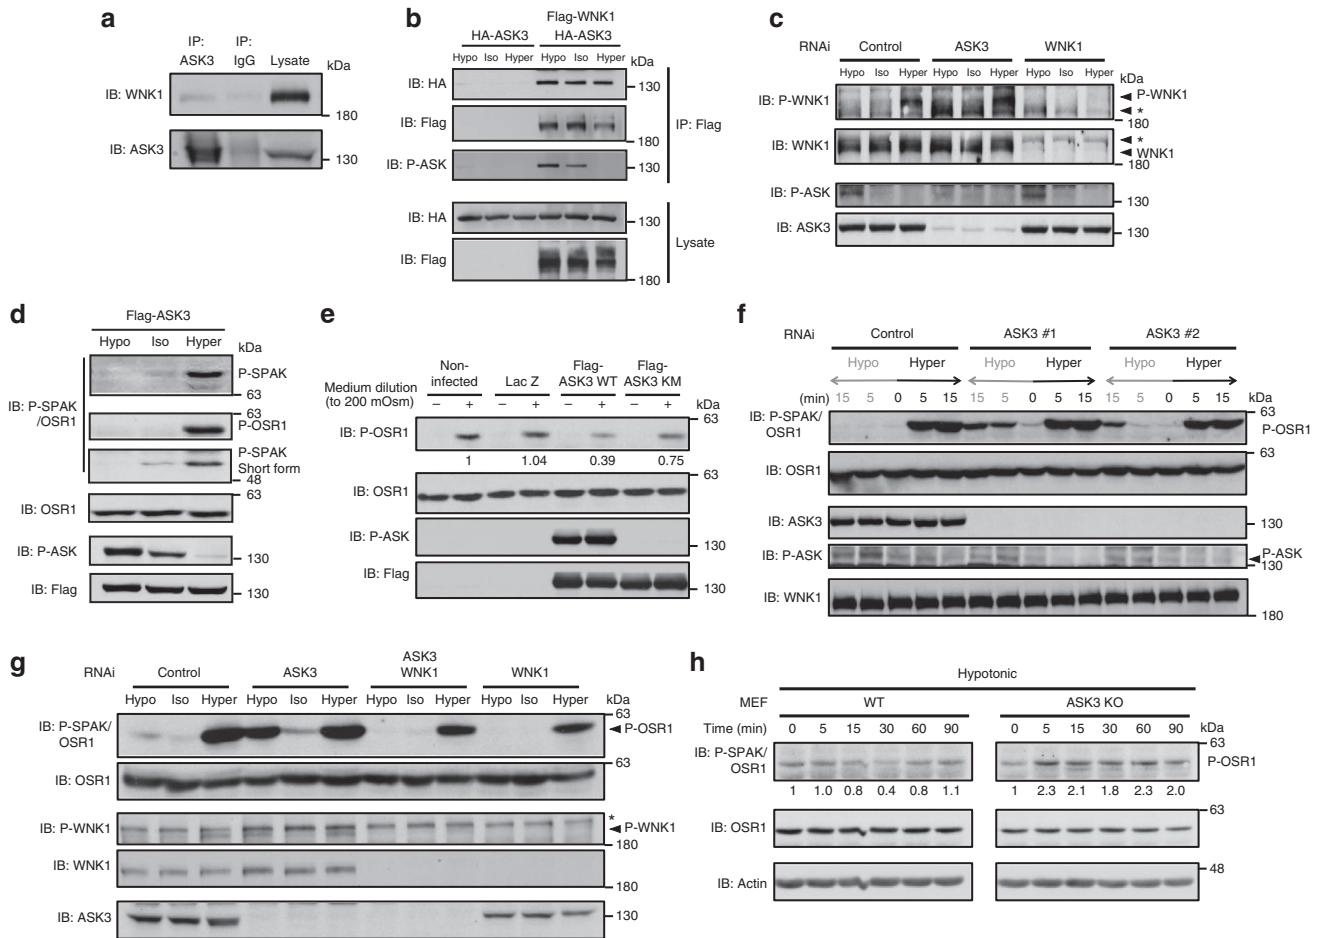 a
IP: ASK3 IP: IgG Lysate kDa
IB: WNK1
180
IB: ASK3 130
b
Flag-WNK1
HA-ASK3 HA-ASK3
Hypo Iso Hyper Hypo Iso Hyper kDa
IB: HA 130
IB: Flag IP: Flag
180
IB: P-ASK 130
IB: HA 130
Lysate
IB: Flag
180
c
RNAi Control ASK3 WNK1
Hypo Iso Hyper Hypo Iso Hyper Hypo Iso Hyper kDa
IB: P-WNK1 P-WNK1
*
180
IB: WNK1 *
WNK1
180
IB: P-ASK 130
IB: ASK3 130
d
Flag-ASK3
Hypo Iso Hyper kDa
P-SPAK
63
IB: P-SPAK /OSR1
63
P-OSR1
P-SPAK
Short form
48
63
IB: OSR1
IB: P-ASK 130
IB: Flag 130
e
Medium dilution (to 200 mOsm)
Non-infected Lac Z Flag-ASK3 WT Flag-ASK3 KM
– + – + – + – + kDa
63
IB: P-OSR1
1 1.04 0.39 0.75
63
IB: OSR1
IB: P-ASK 130
IB: Flag 130
f
RNAi Control ASK3 #1 ASK3 #2
Hypo Hyper Hypo Hyper Hypo Hyper
(min) 15 5 0 5 15 15 5 0 5 15 15 5 0 5 15 kDa
63
IB: P-SPAK/ OSR1 P-OSR1
63
IB: OSR1
IB: ASK3 130
IB: P-ASK P-ASK
130
IB: WNK1
180
g
RNAi Control ASK3 ASK3 WNK1 WNK1
Hypo Iso Hyper Hypo Iso Hyper Hypo Iso Hyper Hypo Iso Hyper kDa
63
IB: P-SPAK/ OSR1 P-OSR1
63
IB: OSR1
*
IB: P-WNK1 P-WNK1
180
IB: WNK1
180
IB: ASK3 130
h
Hypotonic
MEF WT ASK3 KO
Time (min) 0 5 15 30 60 90 0 5 15 30 60 90 kDa
63
IB: P-SPAK/ OSR1 P-OSR1
1 1.0 0.8 0.4 0.8 1.1 1 2.3 2.1 1.8 2.3 2.0
63
IB: OSR1
48
IB: Actin